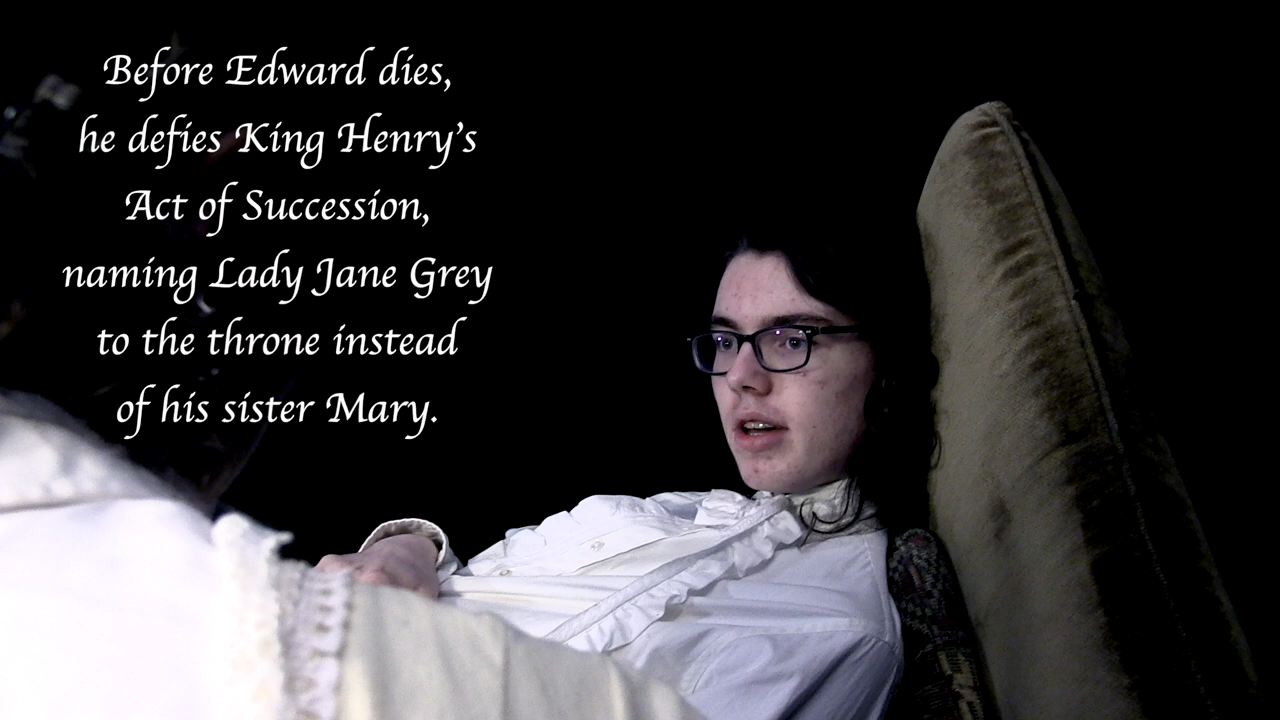 Before Edward dies,
he defies King Henry's
Act of Succession,
naming Lady Jane Grey
to the throne instead
of his sister Mary.